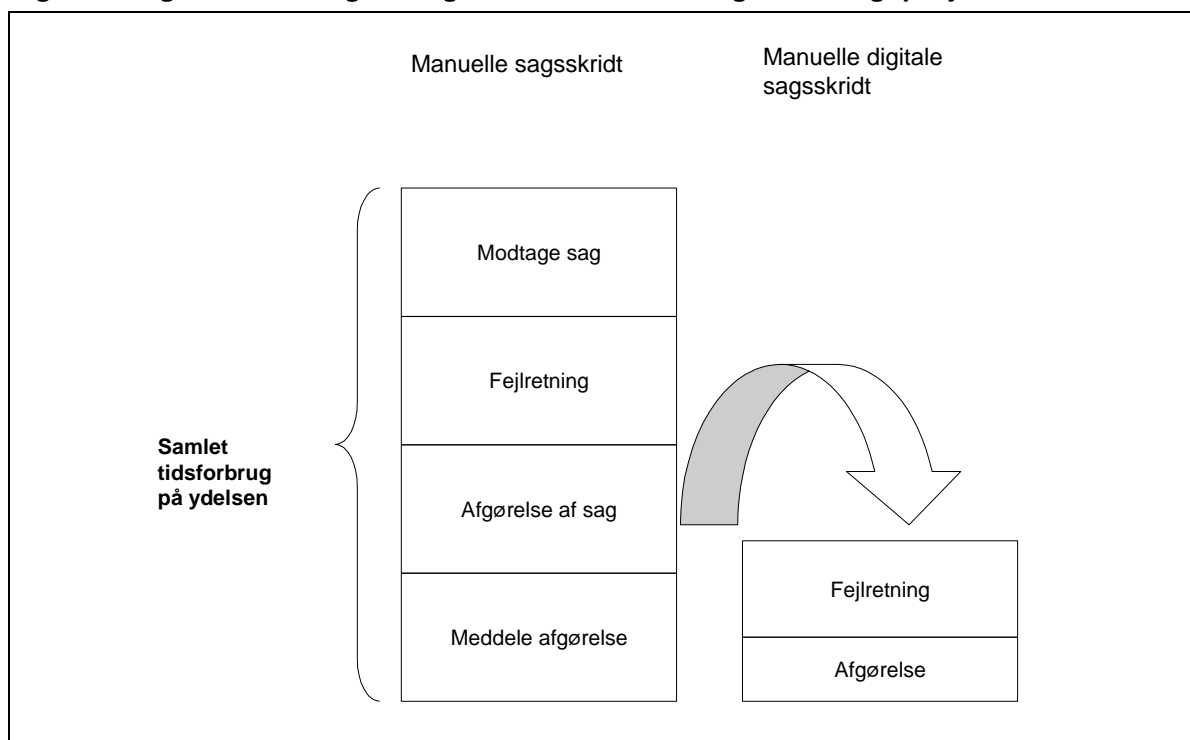 Manuelle sagsskridt
Manuelle digitale
sagsskridt
Modtage sag
Fejlretning
Samlet
tidsforbrug
på ydelsen
Afgørelse af sag
Meddele afgørelse
Fejlretning
Afgørelse